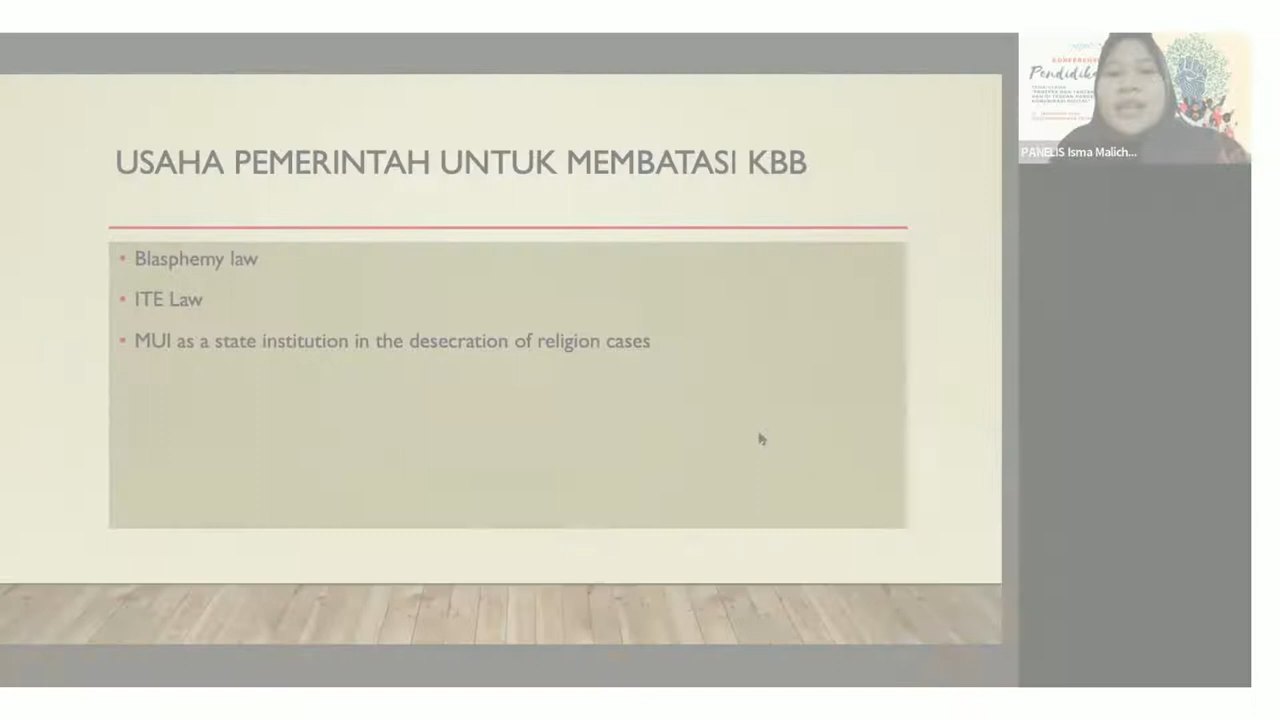 USAHA PEMERINTAH UNTUK MEMBATASI KBB
• Blasphemy law
• ITE Law
• MUI as a state institution in the desecration of religion cases
Pendidik
PANELIS Isma Malich...